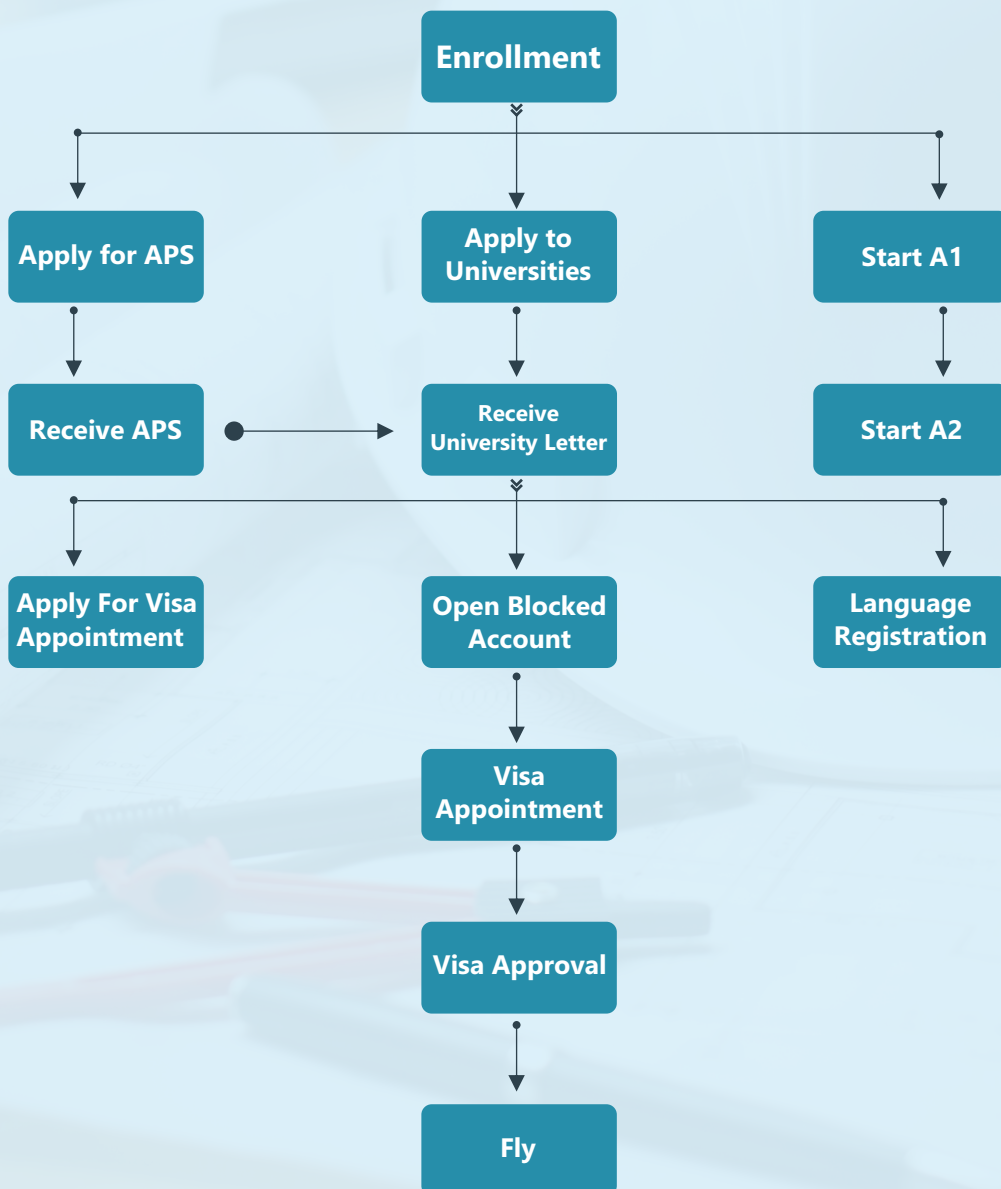 Enrollment
Apply for APS
Apply to
Universities
Start A1
Receive APS
Receive
University Letter
Start A2
Apply For Visa
Appointment
Open Blocked
Account
Language
Registration
Visa
Appointment
Visa Approval
Fly